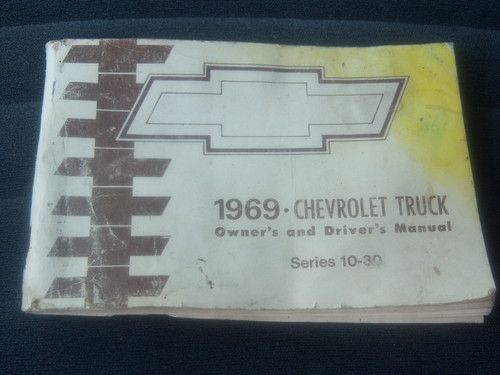 1969 • CHEVROLET TRUCK
Owner's and Driver's Manual
Series 10-30